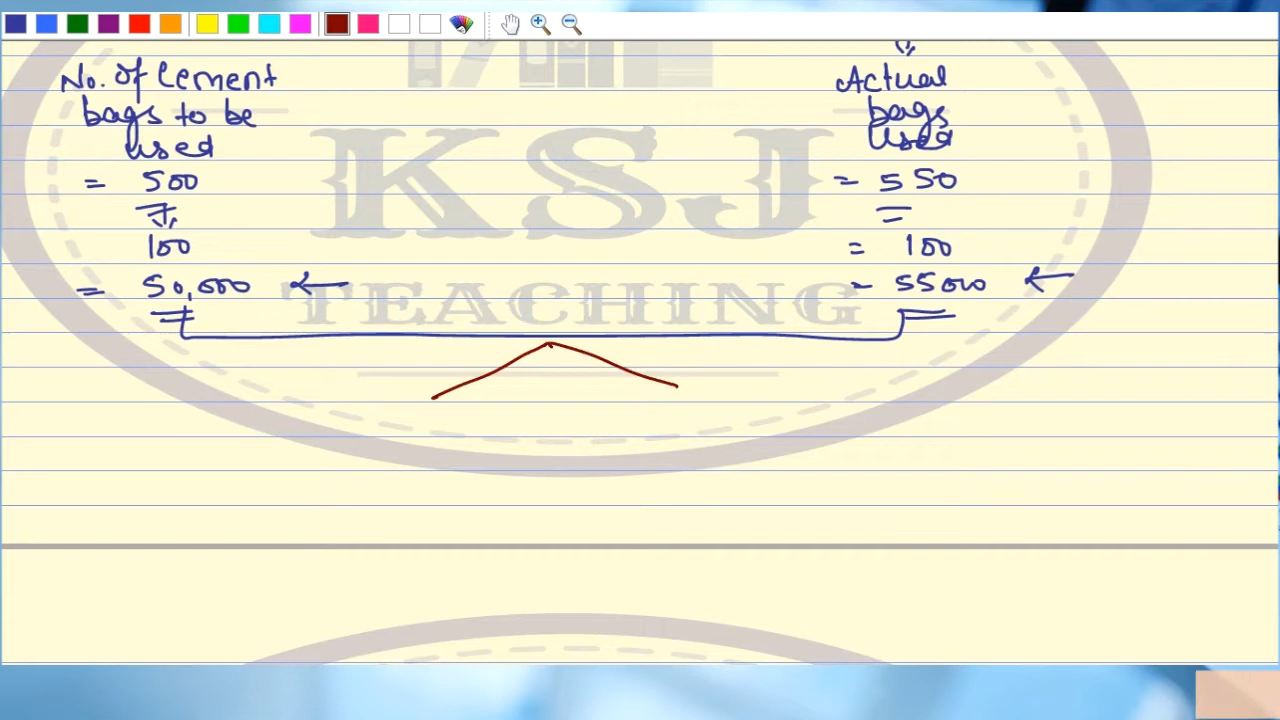 No. Of Cement
bags to be
used
= 500
100
= 50,000
Actual
bags
Used
= 550
= 100
= 55000
KSJ
TEACHING